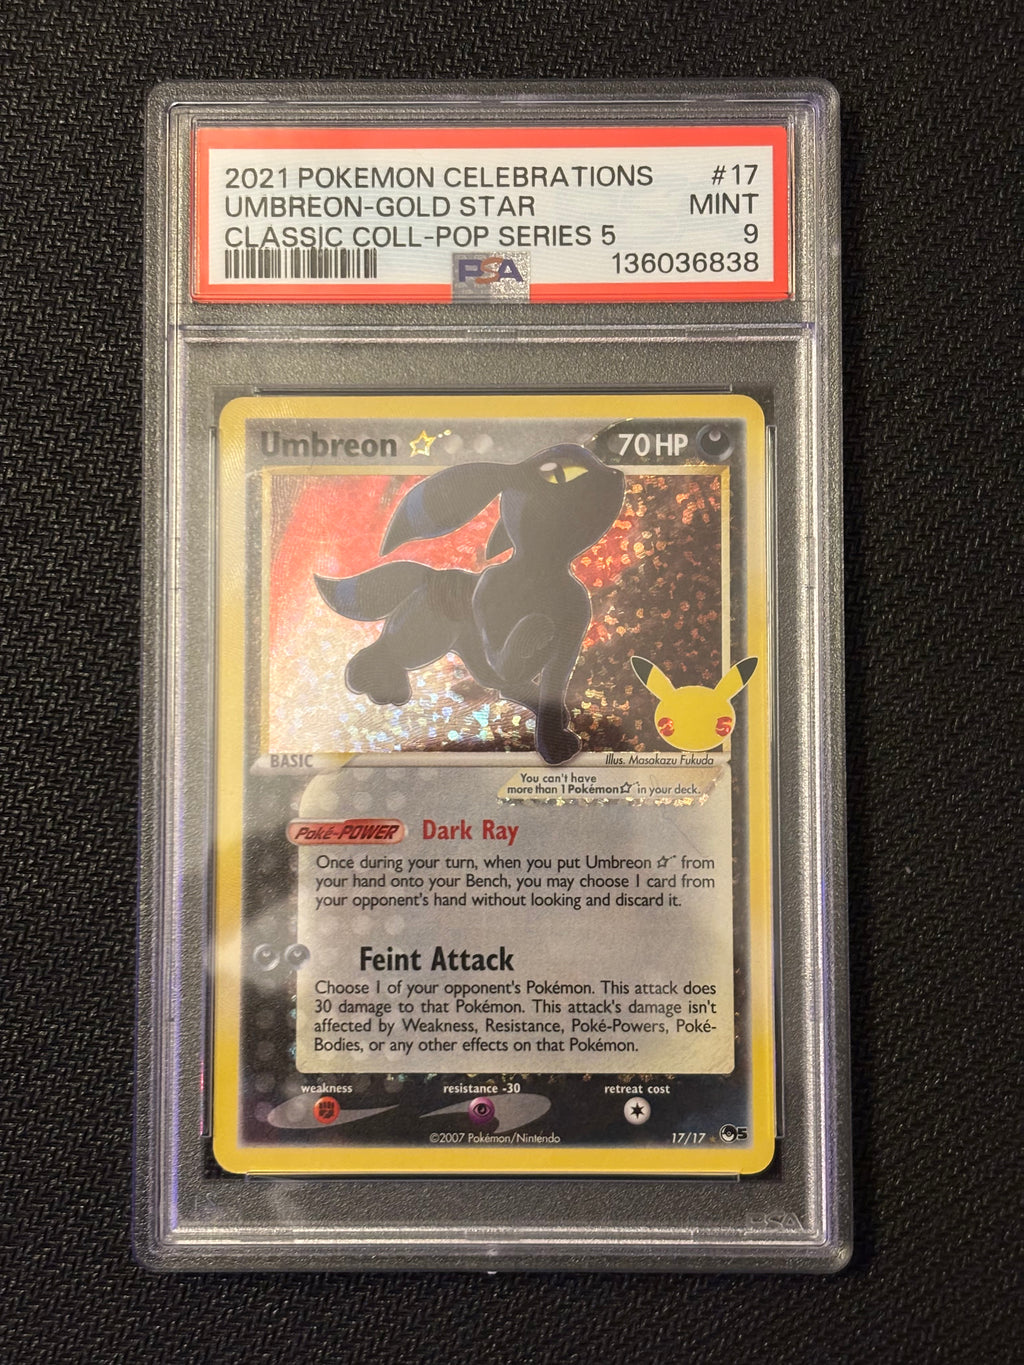 2021 POKEMON CELEBRATIONS #17
UMBREON-GOLD STAR MINT
CLASSIC COLL-POP SERIES 5 9
PSA 136036838
Umbreon ☆ 70 HP
25
BASIC Illus. Masakazu Fukuda
You can't have
more than 1 Pokémon☆ in your deck.
Poké-POWER Dark Ray
Once during your turn, when you put Umbreon ☆ from
your hand onto your Bench, you may choose 1 card from
your opponent's hand without looking and discard it.
Feint Attack
Choose 1 of your opponent's Pokémon. This attack does
30 damage to that Pokémon. This attack's damage isn't
affected by Weakness, Resistance, Poké-Powers, Poké-
Bodies, or any other effects on that Pokémon.
weakness resistance -30 retreat cost
©2007 Pokémon/Nintendo 17/17 ★ 5
PSA